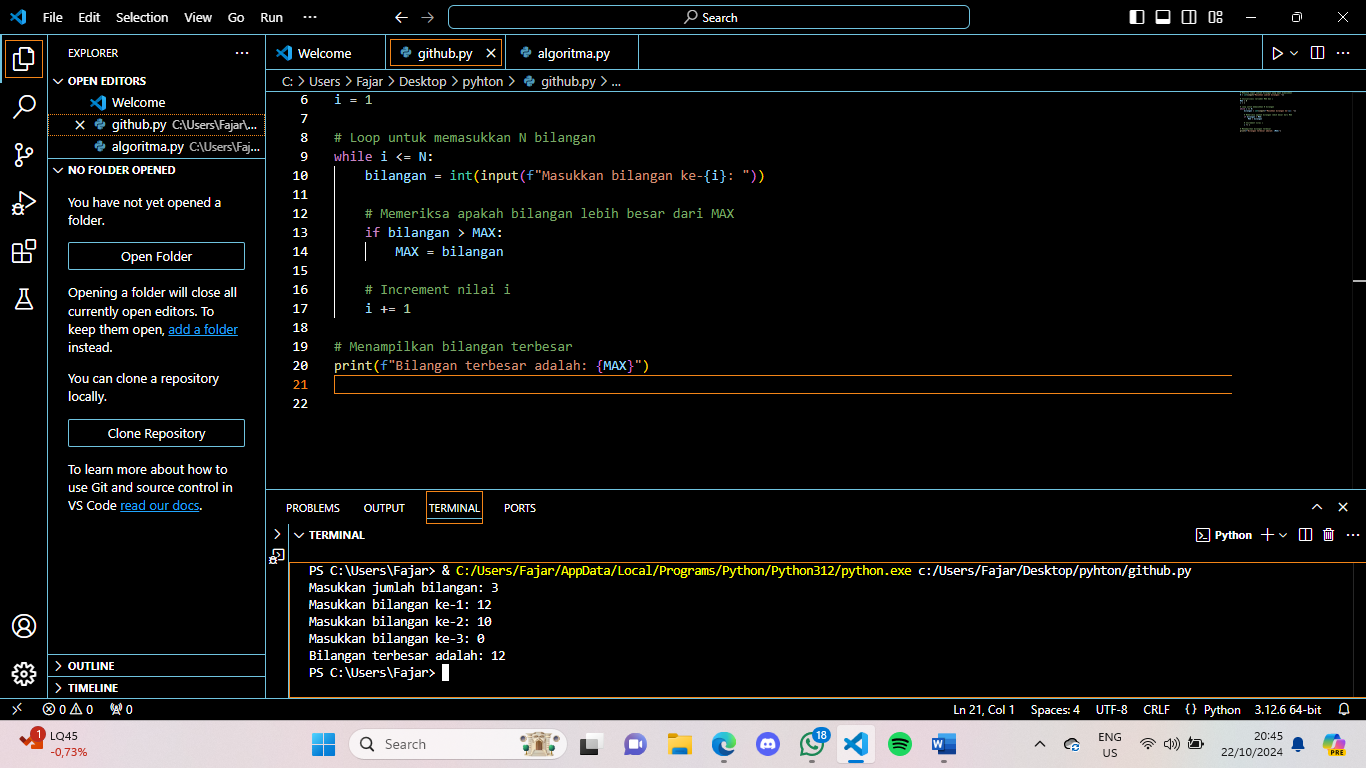 File Edit Selection View Go Run ··· Search
EXPLORER ···
OPEN EDITORS
Welcome
github.py C:\Users\Fajar\...
algoritma.py C:\Users\Faj...
NO FOLDER OPENED
You have not yet opened a
folder.
Open Folder
Opening a folder will close all
currently open editors. To
keep them open, add a folder
instead.
You can clone a repository
locally.
Clone Repository
To learn more about how to
use Git and source control in
VS Code read our docs.
OUTLINE
TIMELINE
Welcome github.py algoritma.py
C: > Users > Fajar > Desktop > pyhton > github.py > ...
6 i = 1
7
8 # Loop untuk memasukkan N bilangan
9 while i <= N:
10 bilangan = int(input(f"Masukkan bilangan ke-{i}: "))
11
12 # Memeriksa apakah bilangan lebih besar dari MAX
13 if bilangan > MAX:
14 MAX = bilangan
15
16 # Increment nilai i
17 i += 1
18
19 # Menampilkan bilangan terbesar
20 print(f"Bilangan terbesar adalah: {MAX}")
21
22
PROBLEMS OUTPUT TERMINAL PORTS
TERMINAL Python
PS C:\Users\Fajar> & C:/Users/Fajar/AppData/Local/Programs/Python/Python312/python.exe c:/Users/Fajar/Desktop/pyhton/github.py
Masukkan jumlah bilangan: 3
Masukkan bilangan ke-1: 12
Masukkan bilangan ke-2: 10
Masukkan bilangan ke-3: 0
Bilangan terbesar adalah: 12
PS C:\Users\Fajar>
0 0 0 Ln 21, Col 1 Spaces: 4 UTF-8 CRLF {} Python 3.12.6 64-bit
1 LQ45
-0,73%
Search
18
ENG
US
20:45
22/10/2024
PRE